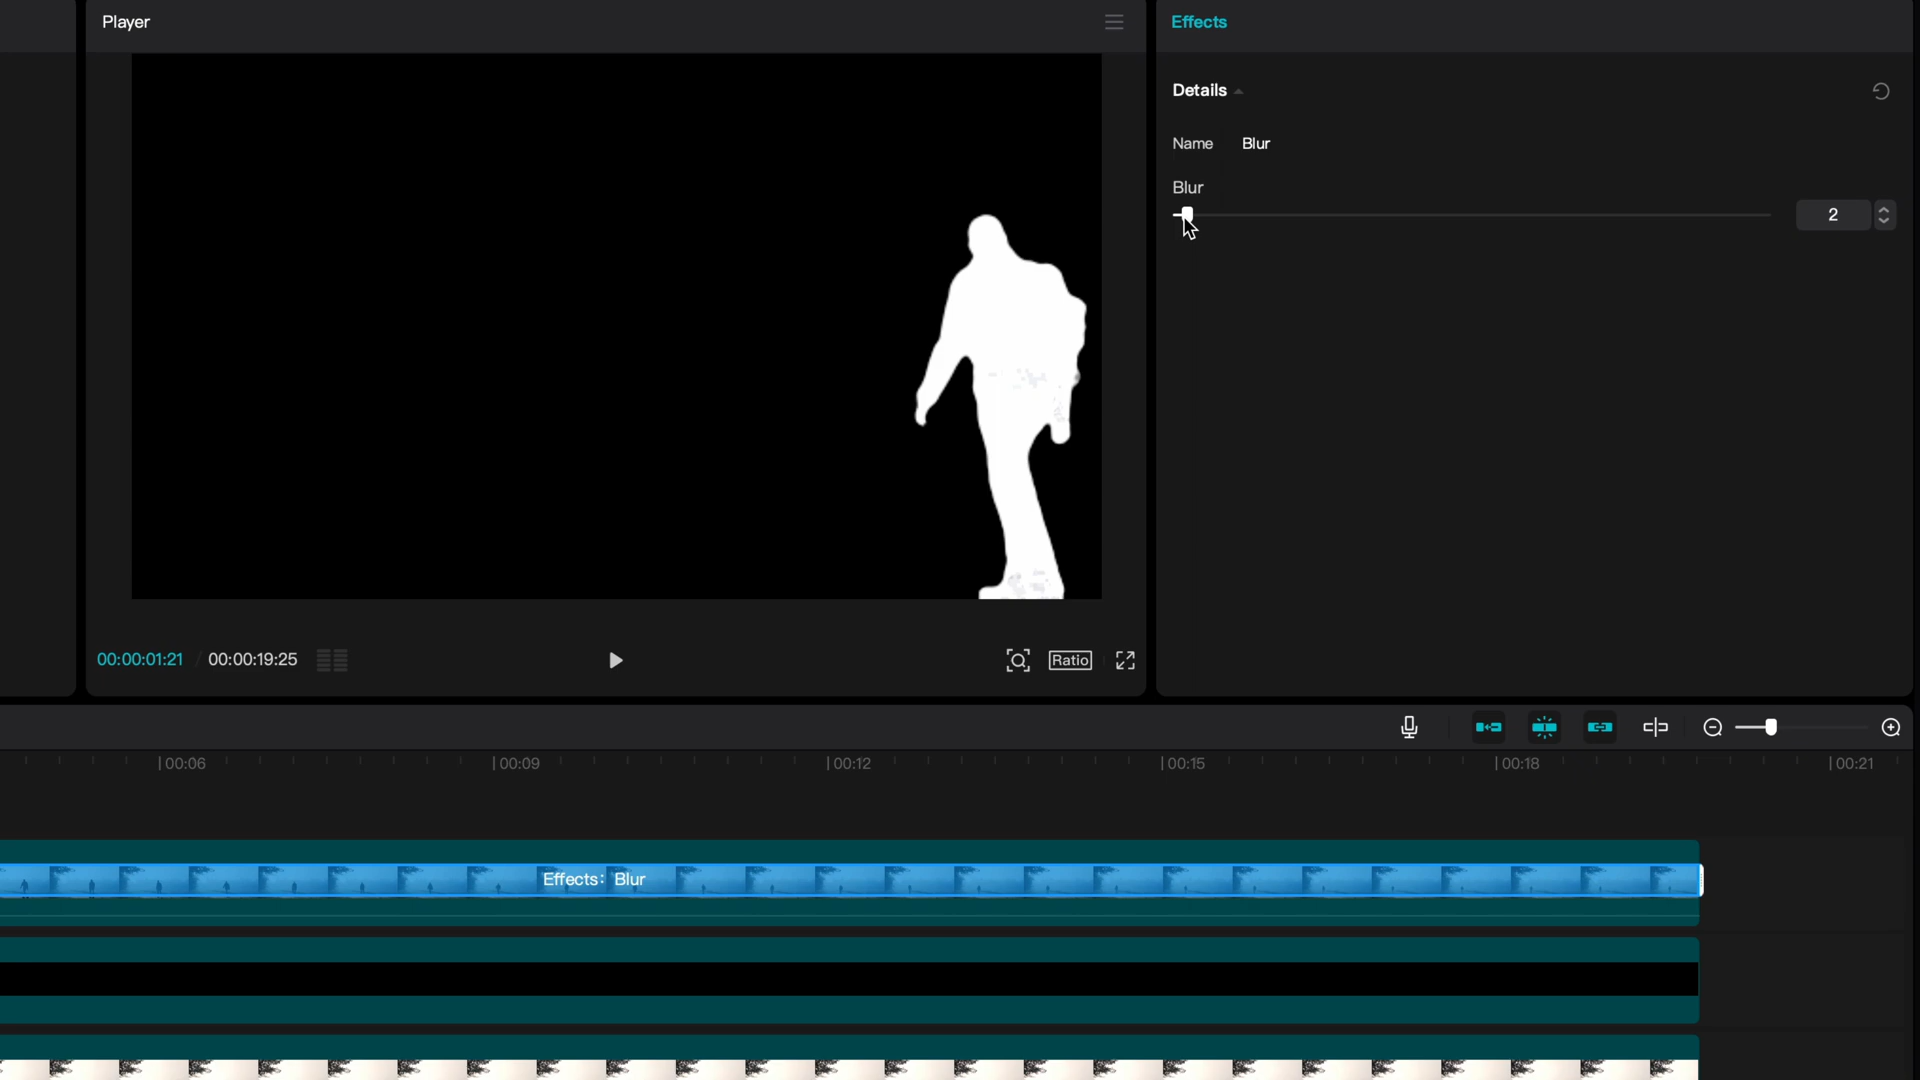 Player
Effects
Details
Name Blur
Blur
2
00:00:01:21 / 00:00:19:25
Ratio
00:06 00:09 00:12 00:15 00:18 00:21
Effects: Blur